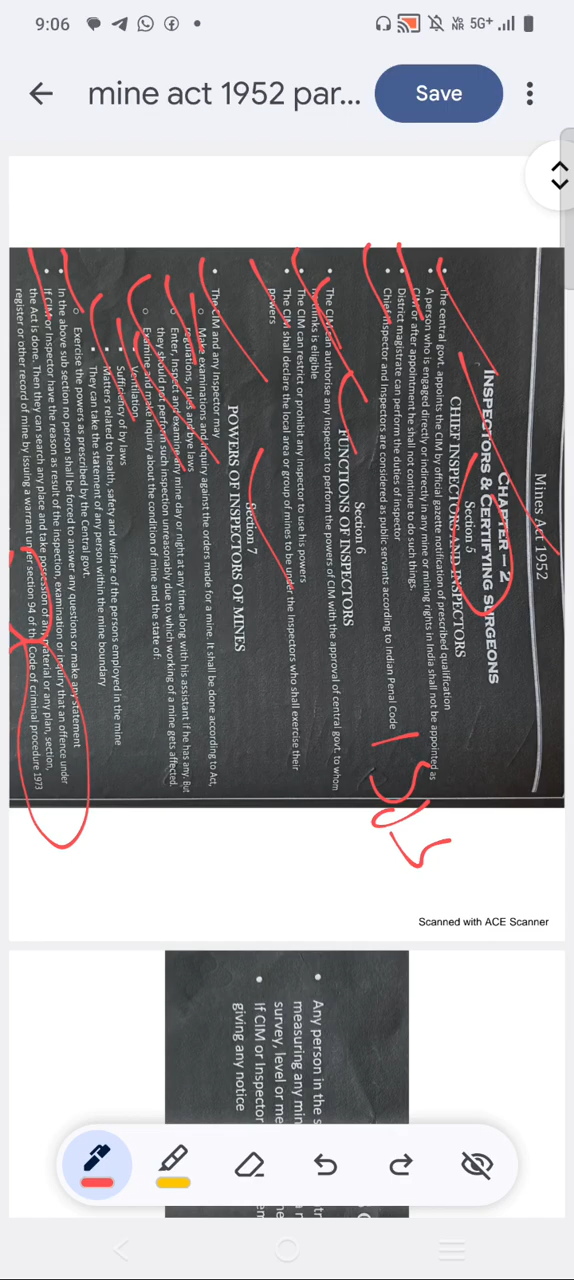 9:06
5G+
mine act 1952 par...
Save
Mines Act 1952
CHAPTER – 2
INSPECTORS & CERTIFYING SURGEONS
Section 5
CHIEF INSPECTORS AND INSPECTORS
• The central govt. appoints the CIM by official gazette notification of prescribed qualification
• A person who is engaged directly or indirectly in any mine or mining rights in India shall not be appointed as
CIM or after appointment he shall not continue to do such things.
• District magistrate can perform the duties of inspector
• Chief Inspector and Inspectors are considered as public servants according to Indian Penal Code
Section 6
FUNCTIONS OF INSPECTORS
• The CIM can authorise any Inspector to perform the powers of CIM with the approval of central govt. to whom
he thinks is eligible
• The CIM can restrict or prohibit any Inspector to use his powers
• The CIM shall declare the local area or group of mines to be under the Inspectors who shall exercise their
powers
Section 7
POWERS OF INSPECTORS OF MINES
• The CIM and any Inspector may
o Make examinations and inquiry against the orders made for a mine. It shall be done according to Act,
regulations, rules and bye laws
o Enter, Inspect and examine any mine day or night at any time along with his assistant if he has any. But
they should not perform such inspection unreasonably due to which working of a mine gets affected.
o Examine and make inquiry about the condition of mine and the state of:
▪ Ventilation
▪ Sufficiency of by laws
▪ Matters related to health, safety and welfare of the persons employed in the mine
▪ They can take the statement of any person within the mine boundary
o Exercise the powers as prescribed by the Central govt.
• In the above sub section no person shall be forced to answer any questions or make any statement
• If CIM or Inspector have the reason as result of the inspection, examination or inquiry that an offence under
the Act is done. Then they can search any place and take possession of any material or any plan, section,
register or other record of mine by issuing a warrant under section 94 of the Code of criminal procedure 1973
Scanned with ACE Scanner
• Any person in the s
measuring any min
survey, level or me
• If CIM or Inspector
giving any notice